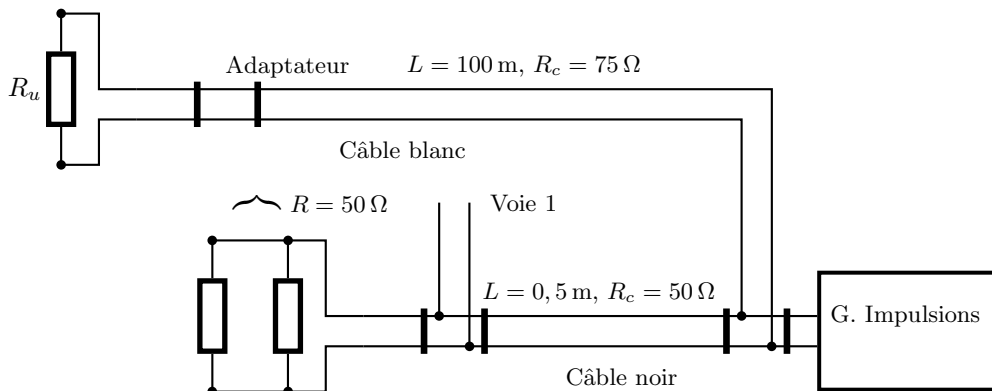 Adaptateur
L = 100 m, R_c = 75 Ω
R_u
Câble blanc
R = 50 Ω
Voie 1
L = 0, 5 m, R_c = 50 Ω
G. Impulsions
Câble noir